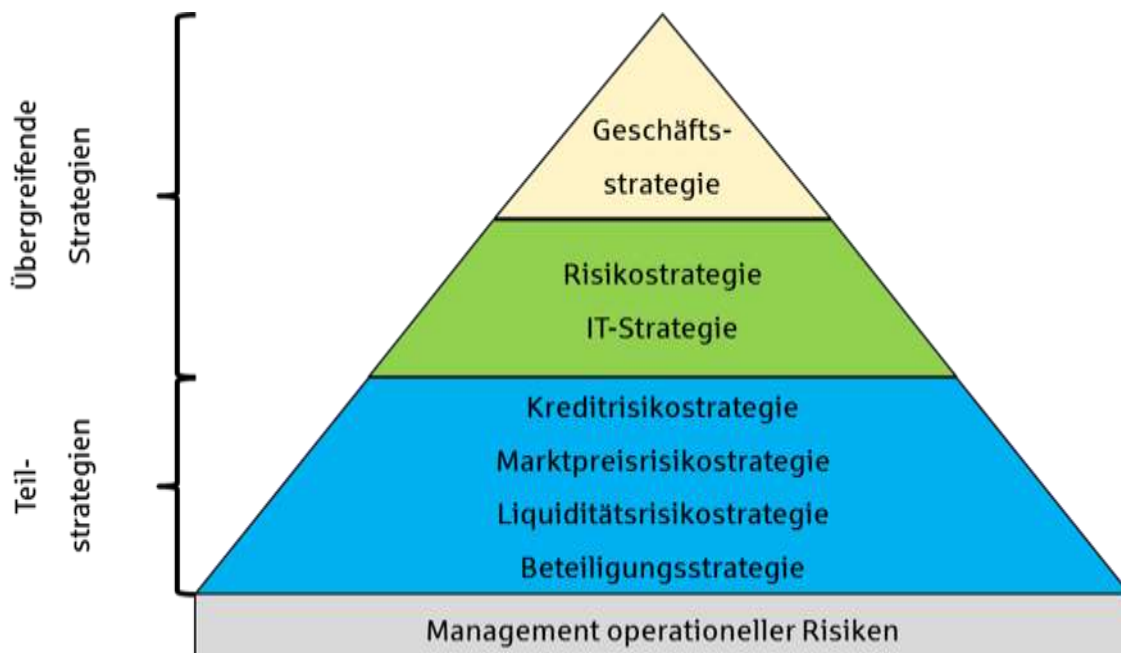 Übergreifende
Strategien
Geschäfts-
strategie
Risikostrategie
IT-Strategie
Teil-
strategien
Kreditrisikostrategie
Marktpreisrisikostrategie
Liquiditätsrisikostrategie
Beteiligungsstrategie
Management operationeller Risiken